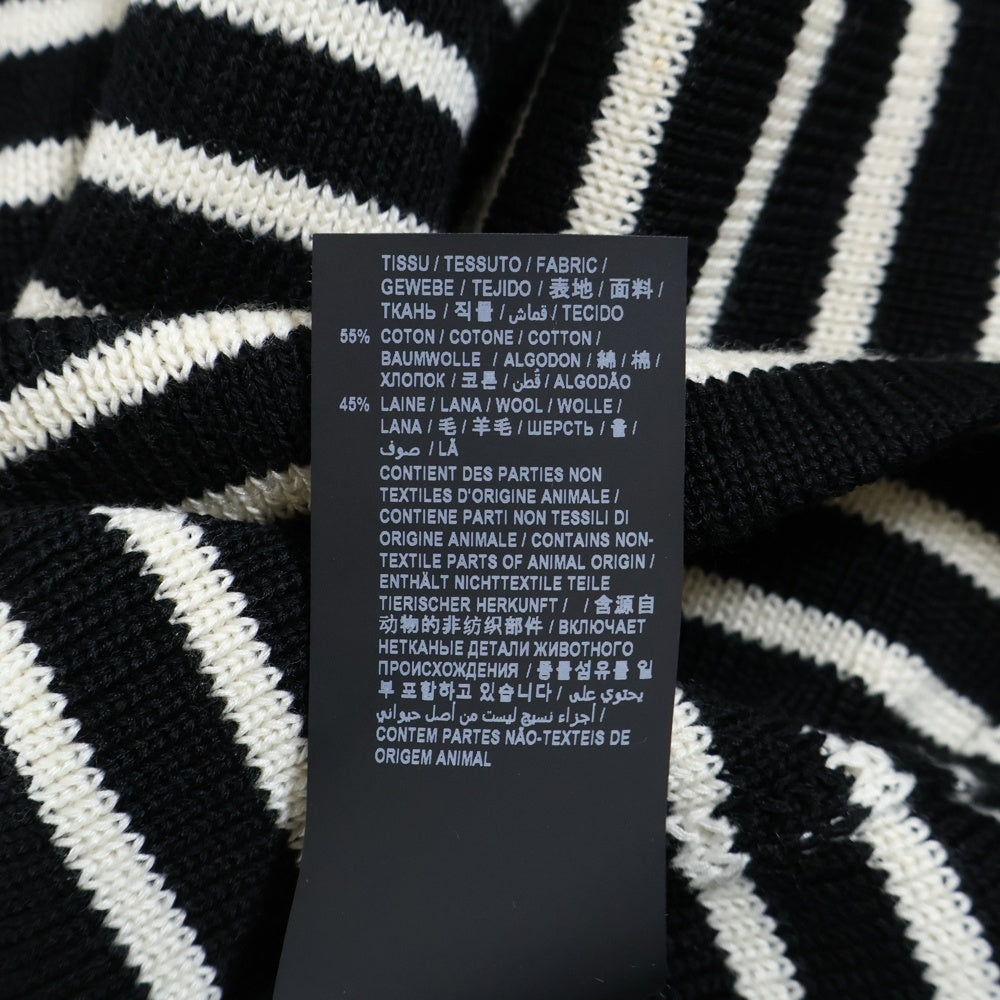 TISSU / TESSUTO / FABRIC /
GEWEBE / TEJIDO / 表地 / 面料 /
ТКАНЬ / 직물 / قماش / TECIDO
55% COTON / COTONE / COTTON /
BAUMWOLLE / ALGODON / 綿 / 棉 /
ХЛОПОК / 코튼 / قُطن / ALGODÃO
45% LAINE / LANA / WOOL / WOLLE /
LANA / 毛 / 羊毛 / ШЕРСТЬ / 울 /
صوف / LÃ
CONTIENT DES PARTIES NON
TEXTILES D'ORIGINE ANIMALE /
CONTIENE PARTI NON TESSILI DI
ORIGINE ANIMALE / CONTAINS NON-
TEXTILE PARTS OF ANIMAL ORIGIN /
ENTHÄLT NICHTTEXTILE TEILE
TIERISCHER HERKUNFT / / 含源自
动物的非纺织部件 / ВКЛЮЧАЕТ
НЕТКАНЫЕ ДЕТАЛИ ЖИВОТНОГО
ПРОИСХОЖДЕНИЯ / 동물섬유를 일
부 포함하고 있습니다 / يحتوي على
أجزاء نسيج ليست من أصل حيواني /
CONTEM PARTES NÃO-TEXTEIS DE
ORIGEM ANIMAL